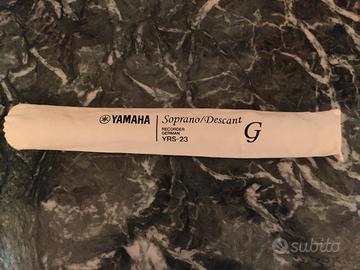 YAMAHA
Soprano/Descant
RECORDER
GERMAN
YRS-23
G
subito